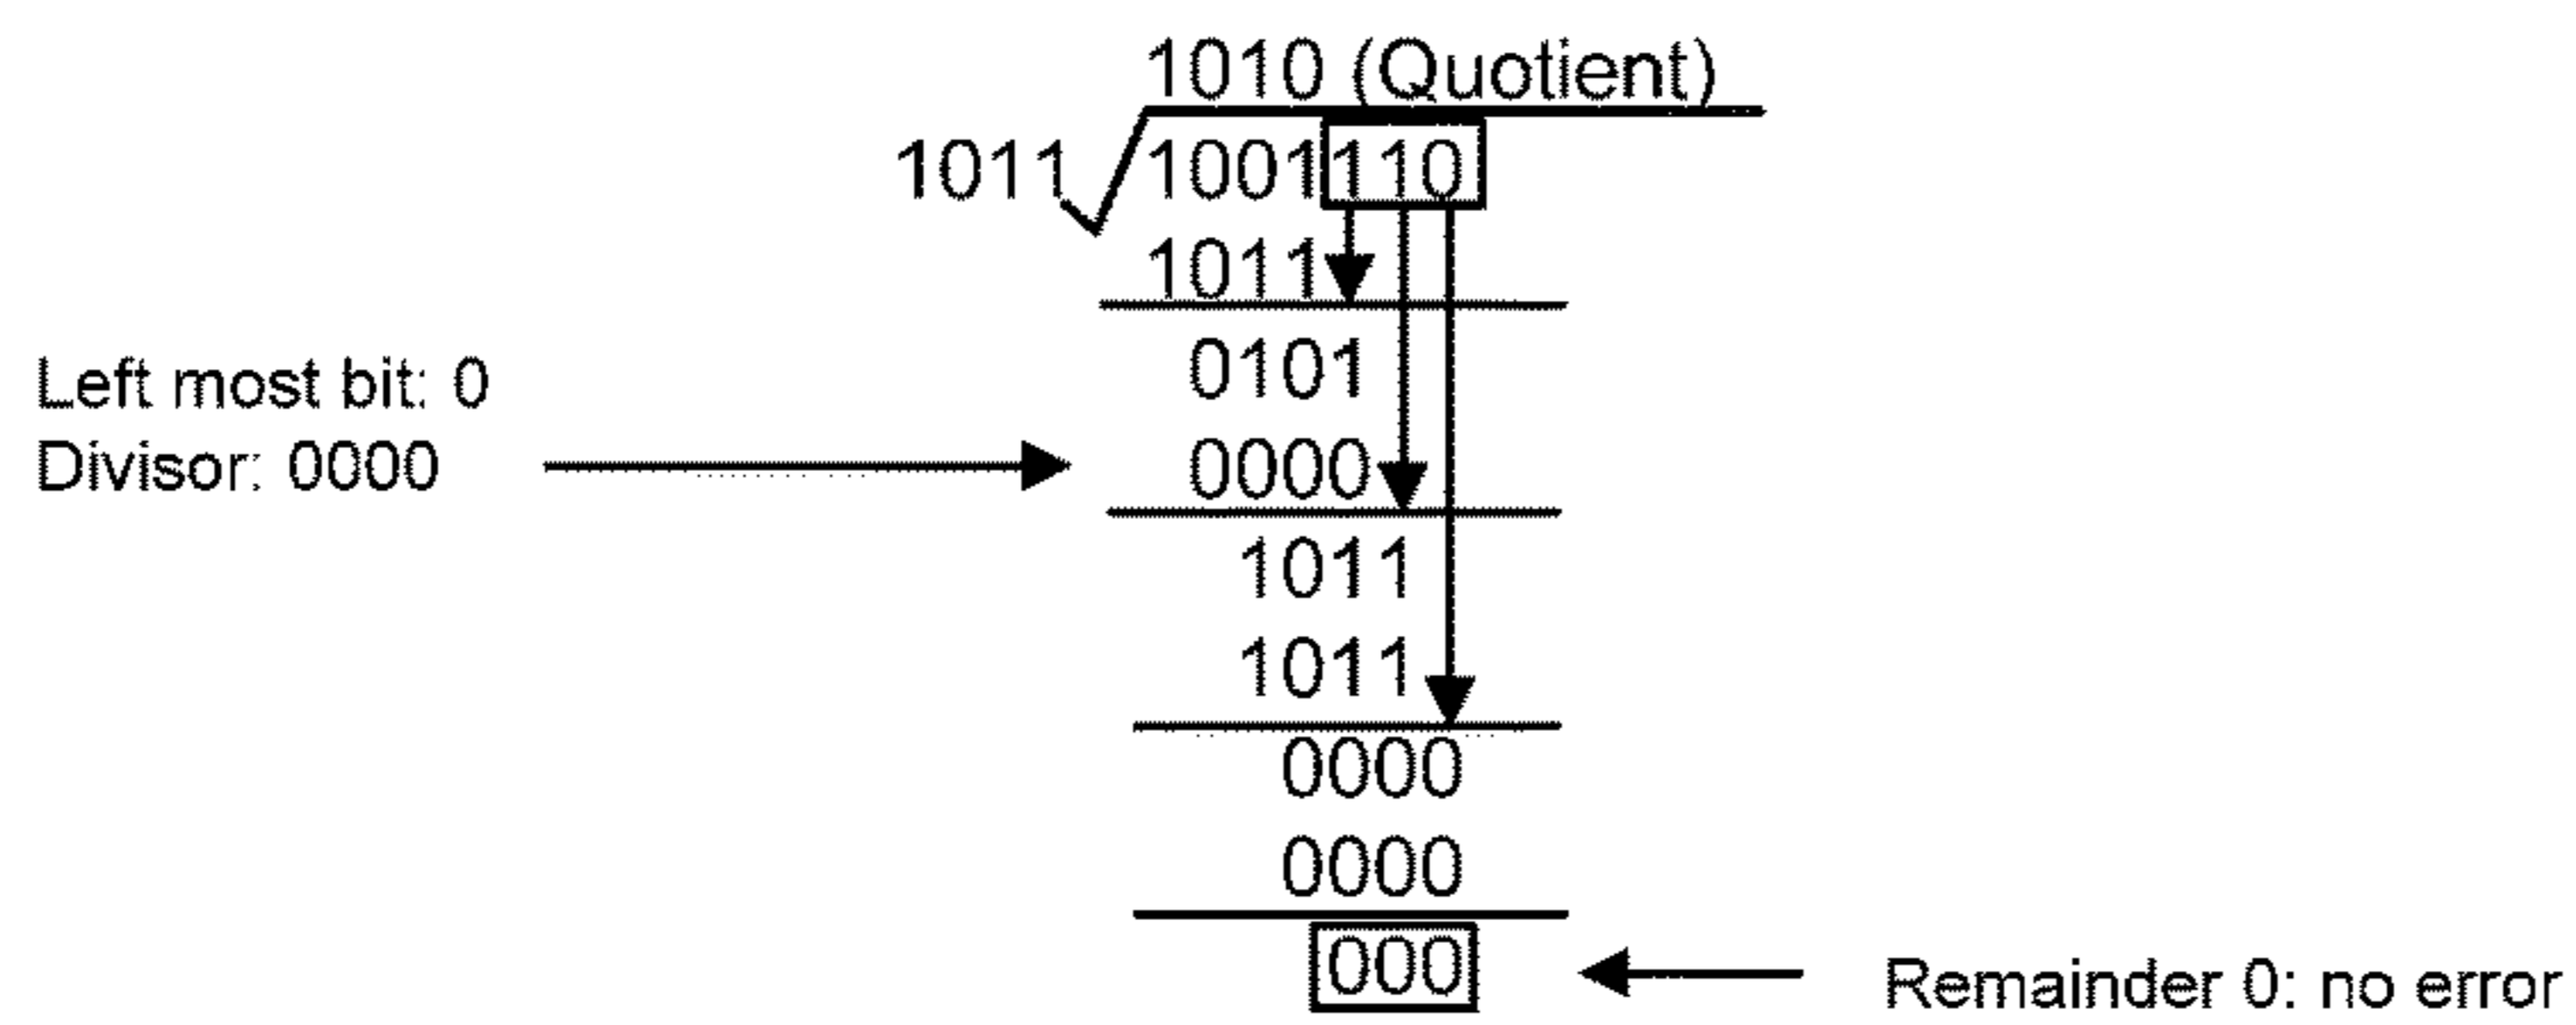 1010 (Quotient)
1011 1001110
1011
0101
Left most bit: 0
Divisor: 0000
0000
1011
1011
0000
0000
000
Remainder 0: no error